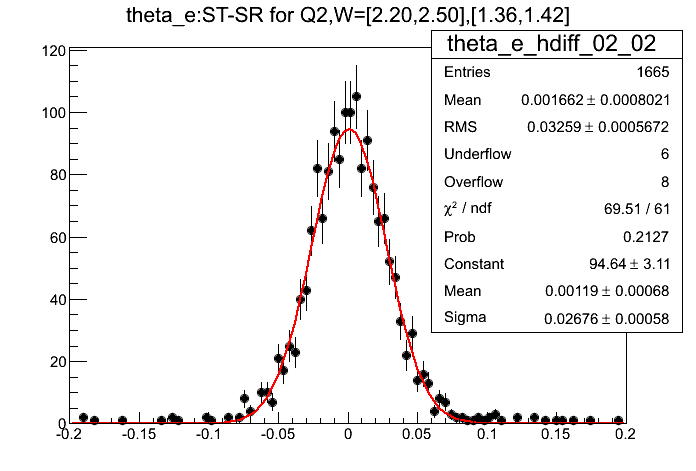 theta_e:ST-SR for Q2,W=[2.20,2.50],[1.36,1.42]
theta_e_hdiff_02_02
Entries 1665
Mean 0.001662 ± 0.0008021
RMS 0.03259 ± 0.0005672
Underflow 6
Overflow 8
χ² / ndf 69.51 / 61
Prob 0.2127
Constant 94.64 ± 3.11
Mean 0.00119 ± 0.00068
Sigma 0.02676 ± 0.00058
120
100
80
60
40
20
0
-0.2 -0.15 -0.1 -0.05 0 0.05 0.1 0.15 0.2